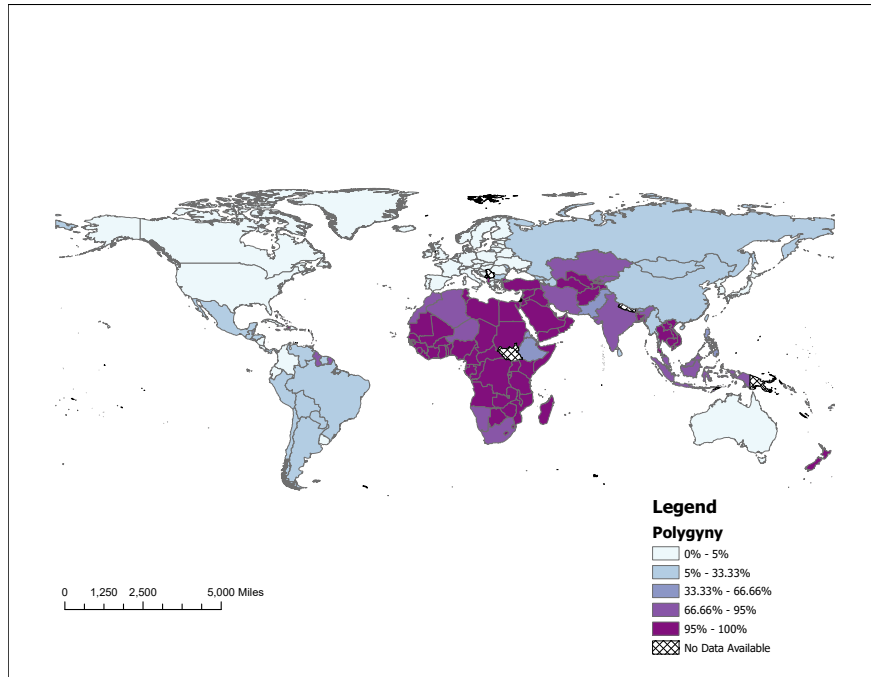 Legend
Polygyny
0% - 5%
5% - 33.33%
33.33% - 66.66%
66.66% - 95%
95% - 100%
No Data Available
0 1,250 2,500 5,000 Miles